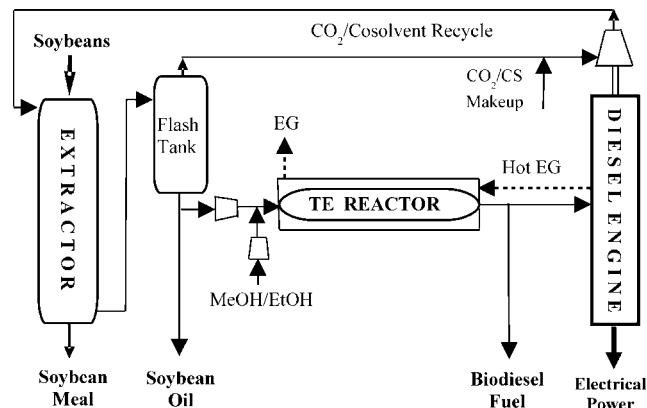 Soybeans
CO2/Cosolvent Recycle
CO2/CS
Makeup
EXTRACTOR
Flash
Tank
EG
Hot EG
TE REACTOR
DIESEL ENGINE
MeOH/EtOH
Soybean
Meal
Soybean
Oil
Biodiesel
Fuel
Electrical
Power